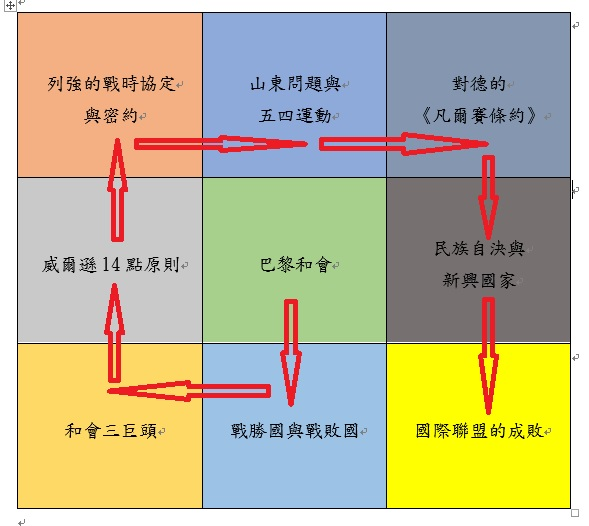 列強的戰時協定
與密約
山東問題與
五四運動
對德的
《凡爾賽條約》
威爾遜14點原則
巴黎和會
民族自決與
新興國家
和會三巨頭
戰勝國與戰敗國
國際聯盟的成敗